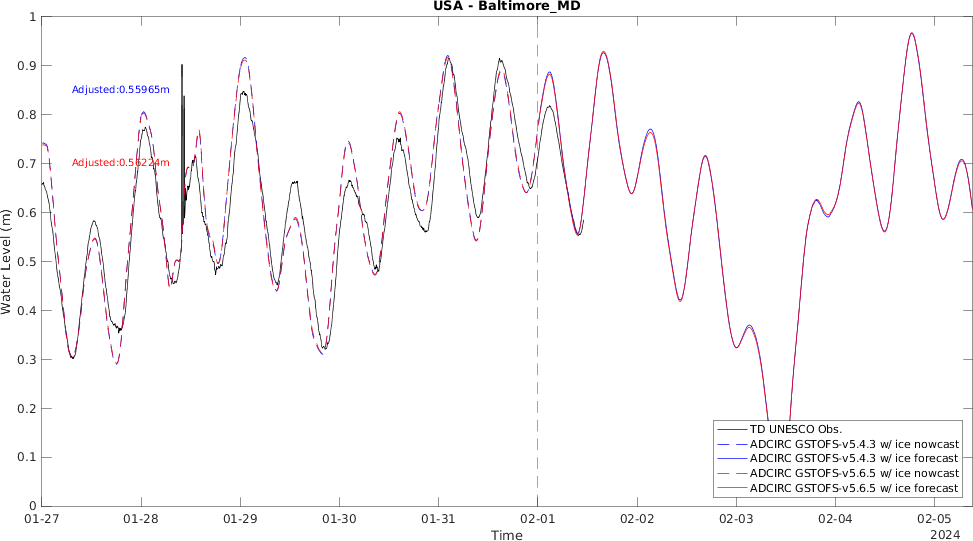 USA - Baltimore_MD
1
0.9
0.8
0.7
0.6
0.5
0.4
0.3
0.2
0.1
0
Water Level (m)
Adjusted:0.55965m
Adjusted:0.56224m
TD UNESCO Obs.
ADCIRC GSTOFS-v5.4.3 w/ ice nowcast
ADCIRC GSTOFS-v5.4.3 w/ ice forecast
ADCIRC GSTOFS-v5.6.5 w/ ice nowcast
ADCIRC GSTOFS-v5.6.5 w/ ice forecast
01-27 01-28 01-29 01-30 01-31 02-01 02-02 02-03 02-04 02-05
Time
2024